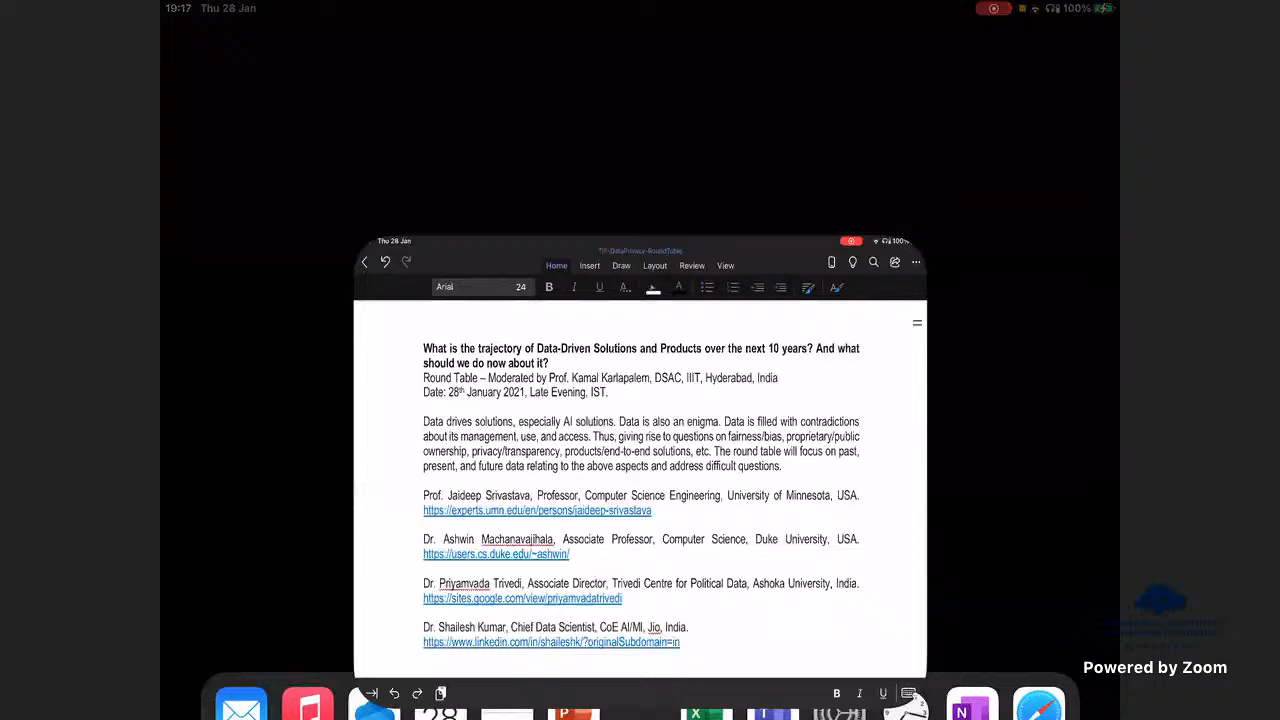 19:17 Thu 28 Jan
100%
Thu 28 Jan
100%
TJF-DataPrivacy-RoundTable
Home Insert Draw Layout Review View
Arial 24 B I U A
What is the trajectory of Data-Driven Solutions and Products over the next 10 years? And what
should we do now about it?
Round Table – Moderated by Prof. Kamal Karlapalem, DSAC, IIIT, Hyderabad, India
Date: 28th January 2021, Late Evening, IST.
Data drives solutions, especially AI solutions. Data is also an enigma. Data is filled with contradictions
about its management, use, and access. Thus, giving rise to questions on fairness/bias, proprietary/public
ownership, privacy/transparency, products/end-to-end solutions, etc. The round table will focus on past,
present, and future data relating to the above aspects and address difficult questions.
Prof. Jaideep Srivastava, Professor, Computer Science Engineering, University of Minnesota, USA.
https://experts.umn.edu/en/persons/jaideep-srivastava
Dr. Ashwin Machanavajjhala, Associate Professor, Computer Science, Duke University, USA.
https://users.cs.duke.edu/~ashwin/
Dr. Priyamvada Trivedi, Associate Director, Trivedi Centre for Political Data, Ashoka University, India.
https://sites.google.com/view/priyamvadatrivedi
Dr. Shailesh Kumar, Chief Data Scientist, CoE AI/ML, Jio, India.
https://www.linkedin.com/in/shaileshk/?originalSubdomain=in
Powered by Zoom
B I U